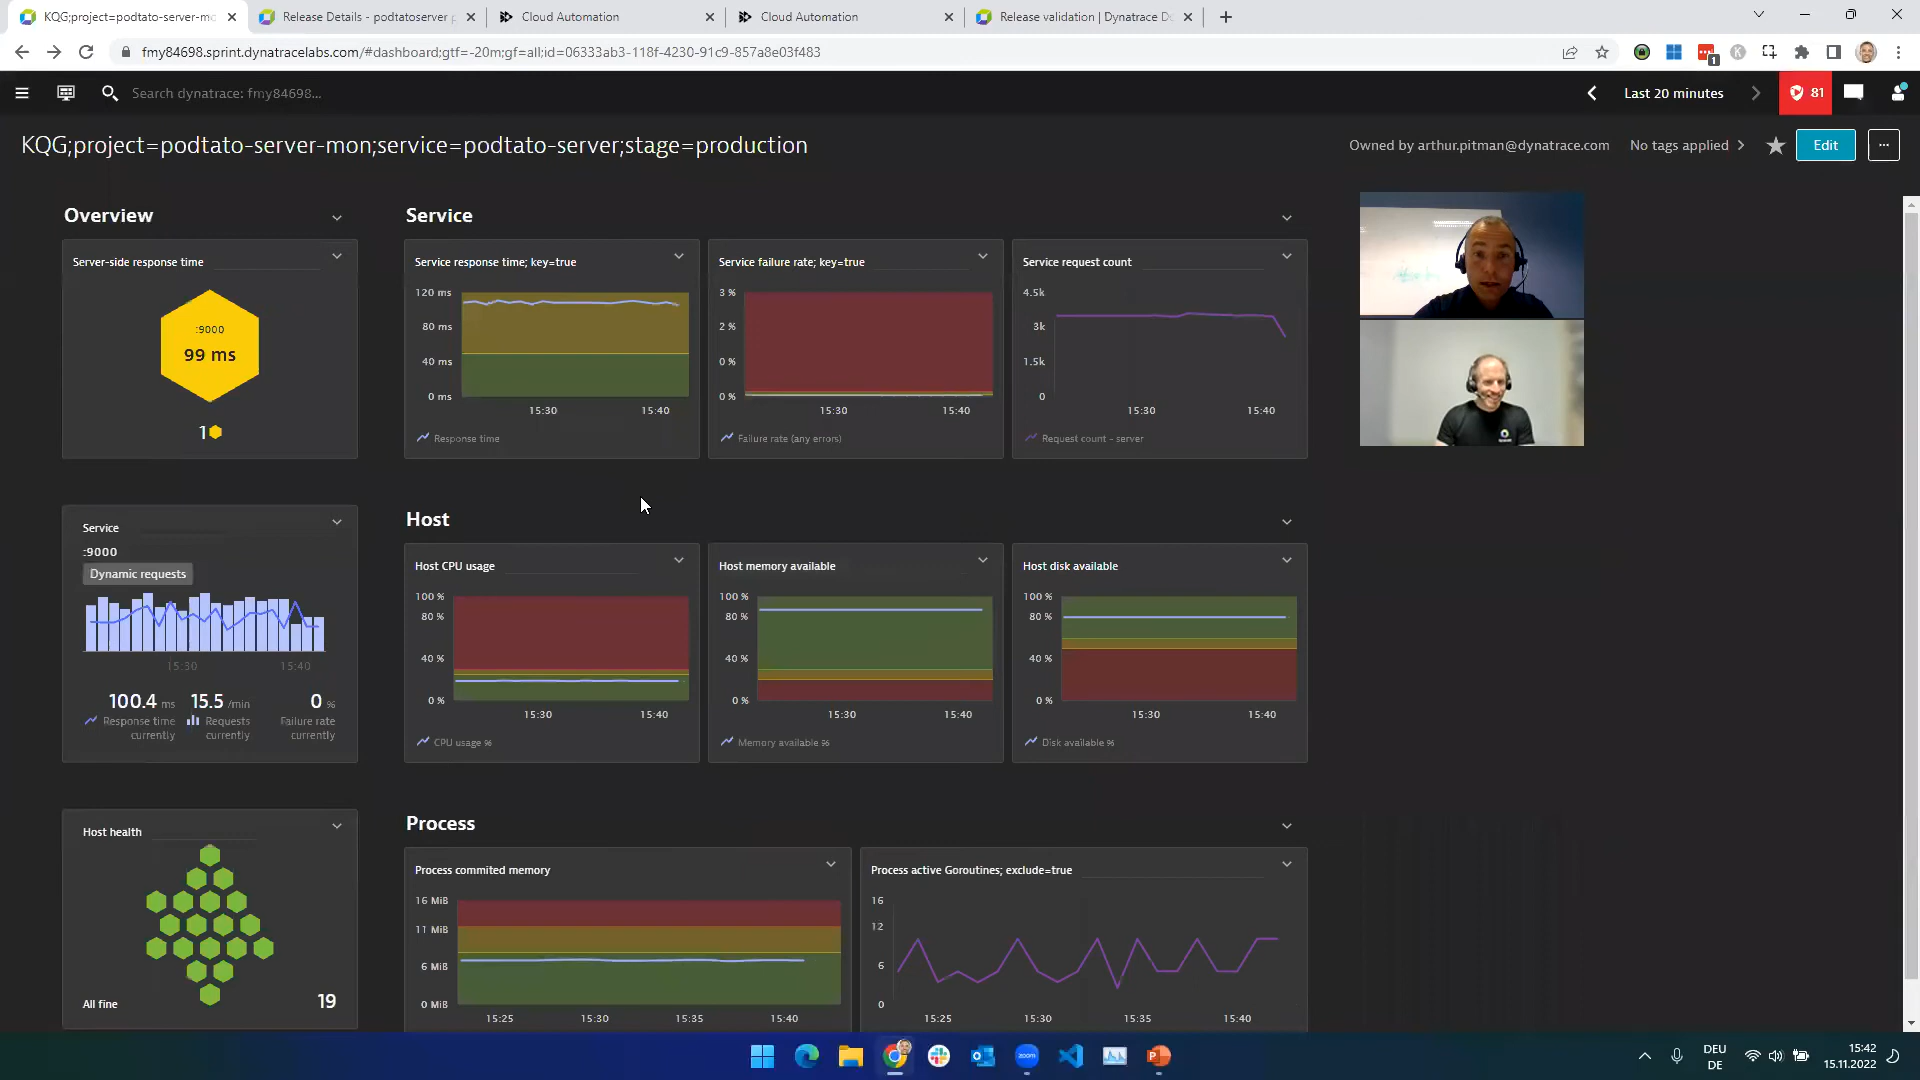 KQG;project=podtato-server-mo
Release Details - podtatoserver p
Cloud Automation
Cloud Automation
Release validation | Dynatrace Do
fmy84698.sprint.dynatracelabs.com/#dashboard;gtf=-20m;gf=all;id=06333ab3-118f-4230-91c9-857a8e03f483
1
Search dynatrace: fmy84698...
Last 20 minutes
81
KQG;project=podtato-server-mon;service=podtato-server;stage=production
Owned by arthur.pitman@dynatrace.com
No tags applied
Edit
...
Overview
Service
Server-side response time
:9000
99 ms
1
Service response time; key=true
120 ms
80 ms
40 ms
0 ms
15:30
15:40
Response time
Service failure rate; key=true
3 %
2 %
0 %
0 %
15:30
15:40
Failure rate (any errors)
Service request count
4.5k
3k
1.5k
0
15:30
15:40
Request count - server
Service
:9000
Dynamic requests
15:30
15:40
100.4 ms
15.5 /min
0 %
Response time
currently
Requests
currently
Failure rate
currently
Host
Host CPU usage
100 %
80 %
40 %
0 %
15:30
15:40
CPU usage %
Host memory available
100 %
80 %
40 %
0 %
15:30
15:40
Memory available %
Host disk available
100 %
80 %
40 %
0 %
15:30
15:40
Disk available %
Host health
All fine
19
Process
Process commited memory
16 MiB
11 MiB
6 MiB
0 MiB
15:25
15:30
15:35
15:40
Process active Goroutines; exclude=true
16
12
6
0
15:25
15:30
15:35
15:40
zoom
DEU
DE
15:42
15.11.2022